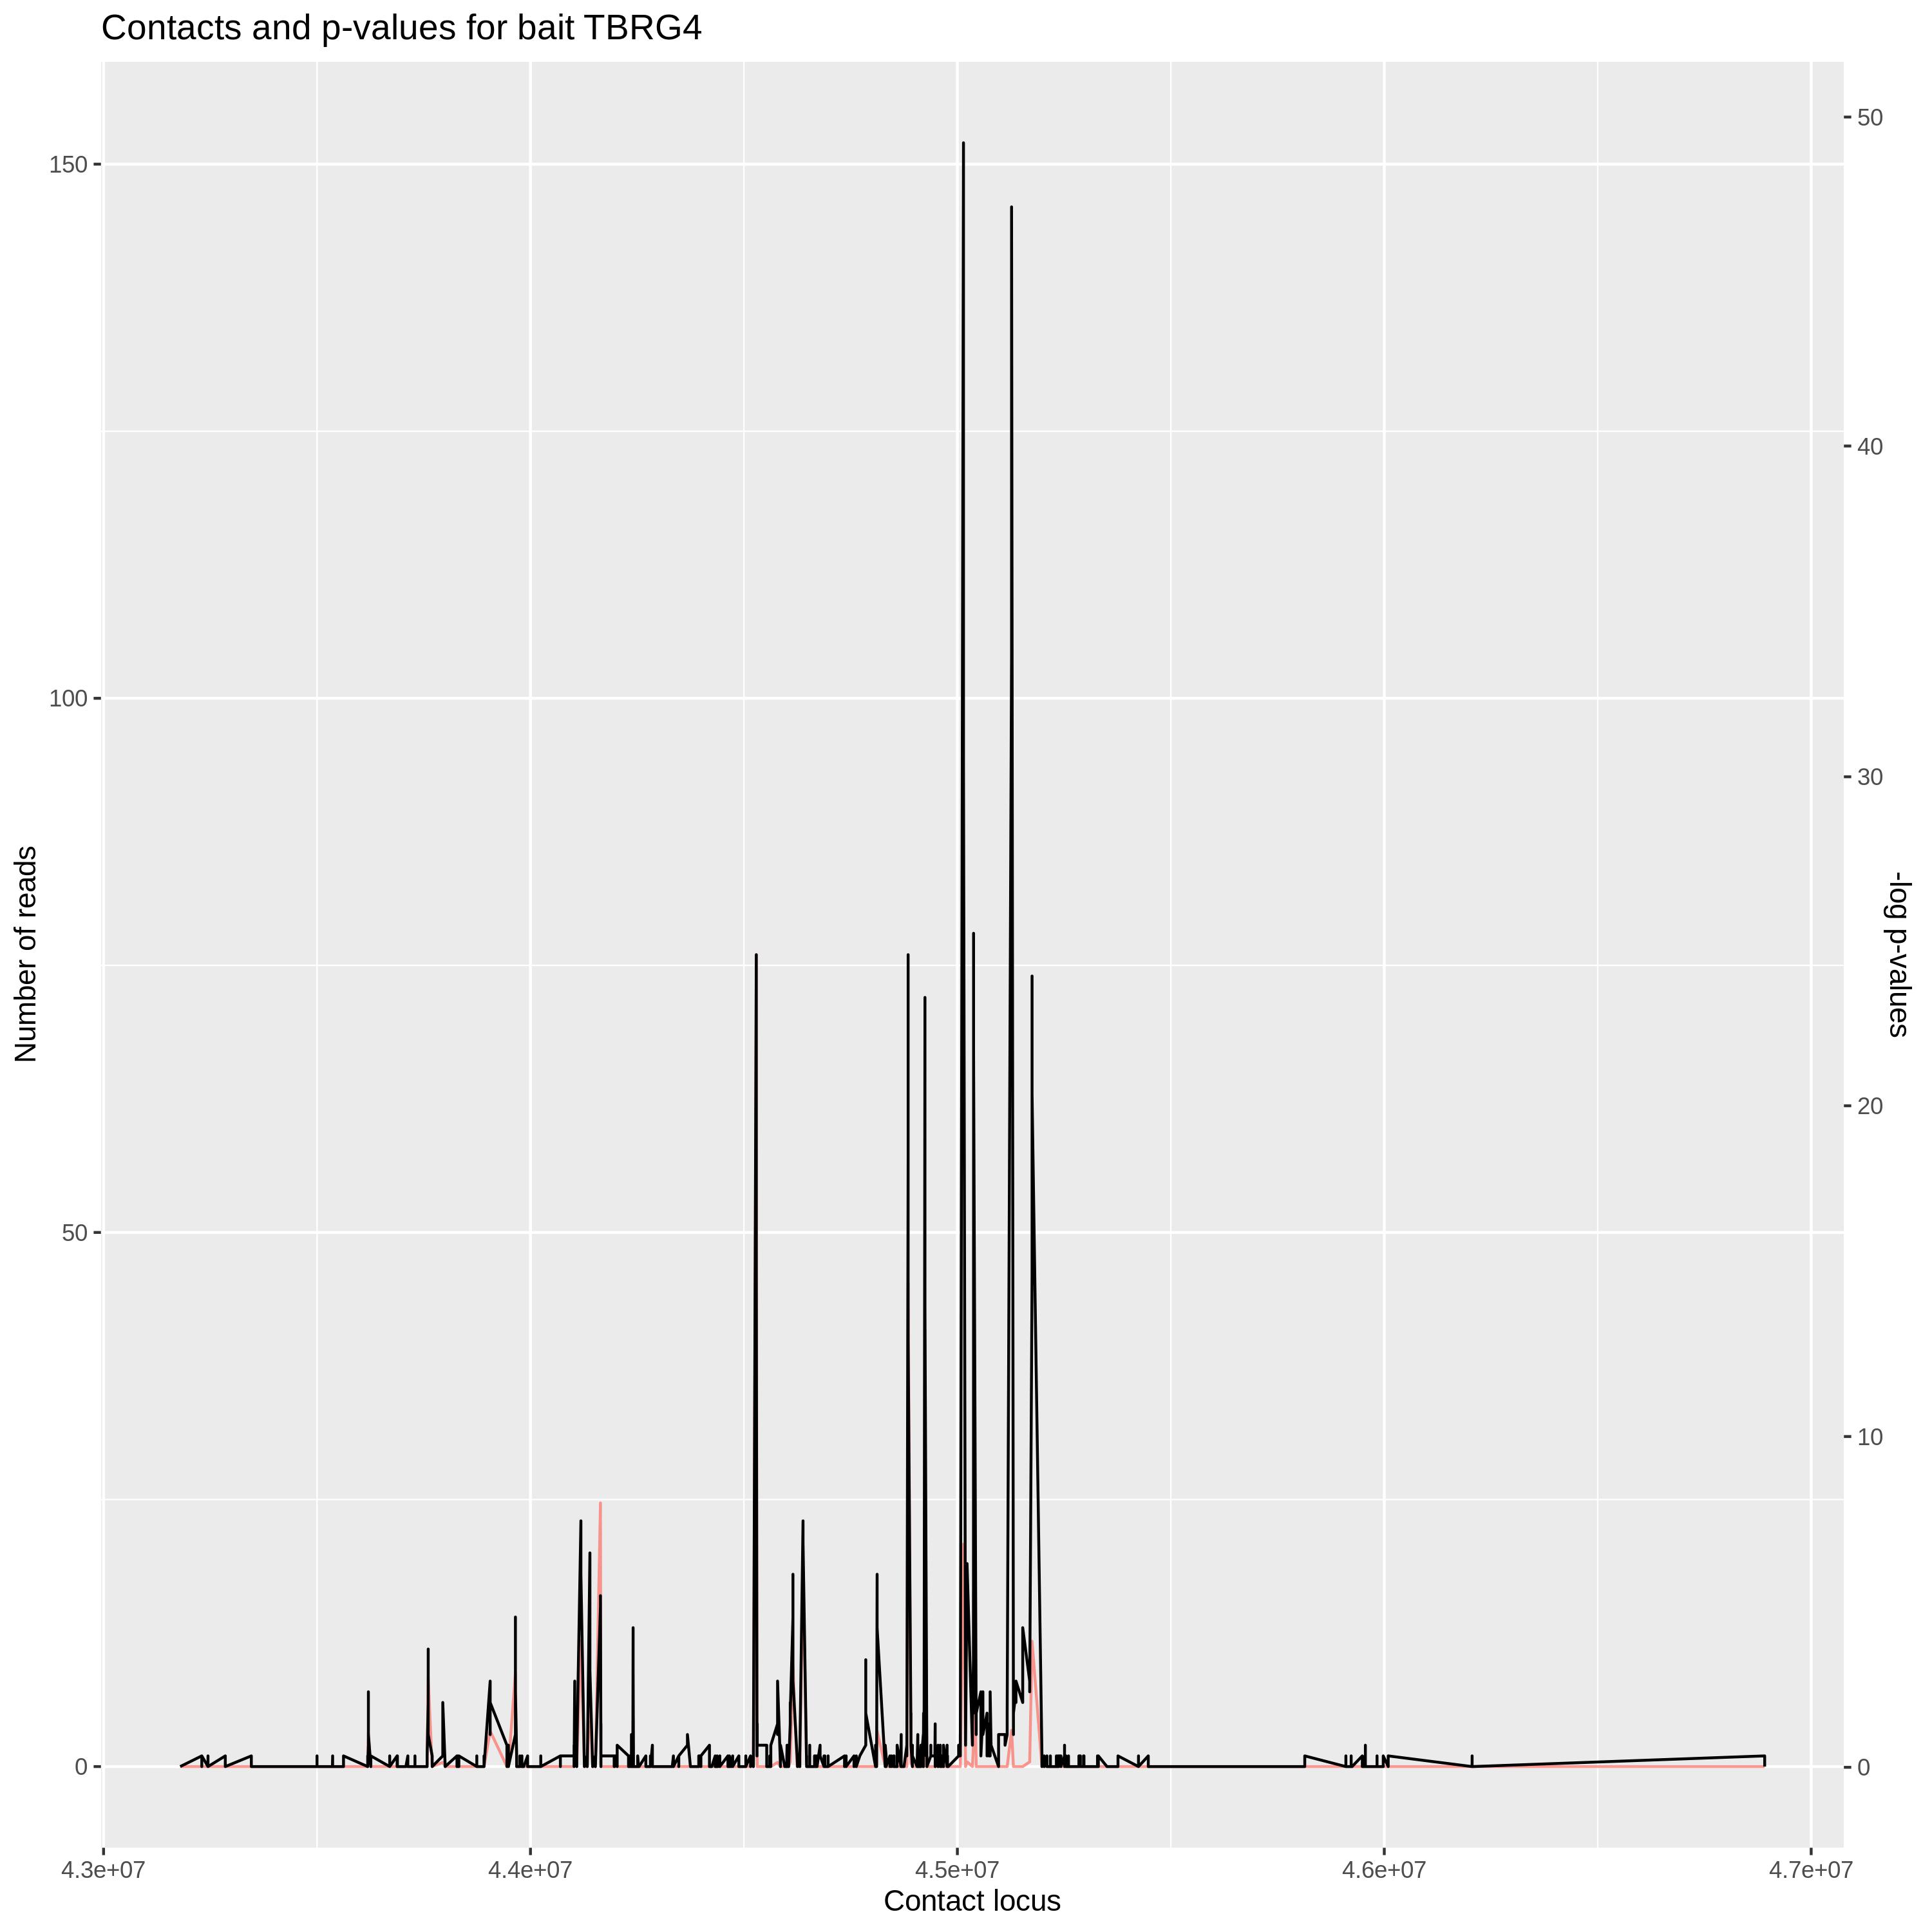 Contacts and p-values for bait TBRG4
150
100
50
0
50
40
30
20
10
0
Number of reads
-log p-values
4.3e+07
4.4e+07
4.5e+07
4.6e+07
4.7e+07
Contact locus